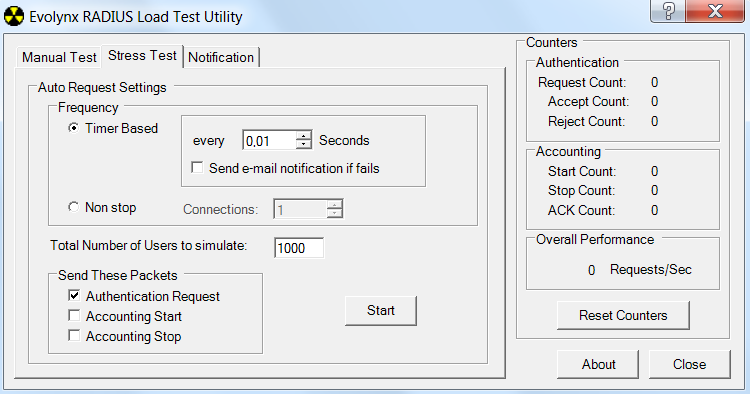 Evolynx RADIUS Load Test Utility
Manual Test Stress Test Notification
Auto Request Settings
Frequency
Timer Based
every 0,01 Seconds
Send e-mail notification if fails
Non stop
Connections: 1
Total Number of Users to simulate: 1000
Send These Packets
Authentication Request
Accounting Start
Accounting Stop
Start
Counters
Authentication
Request Count: 0
Accept Count: 0
Reject Count: 0
Accounting
Start Count: 0
Stop Count: 0
ACK Count: 0
Overall Performance
0 Requests/Sec
Reset Counters
About Close